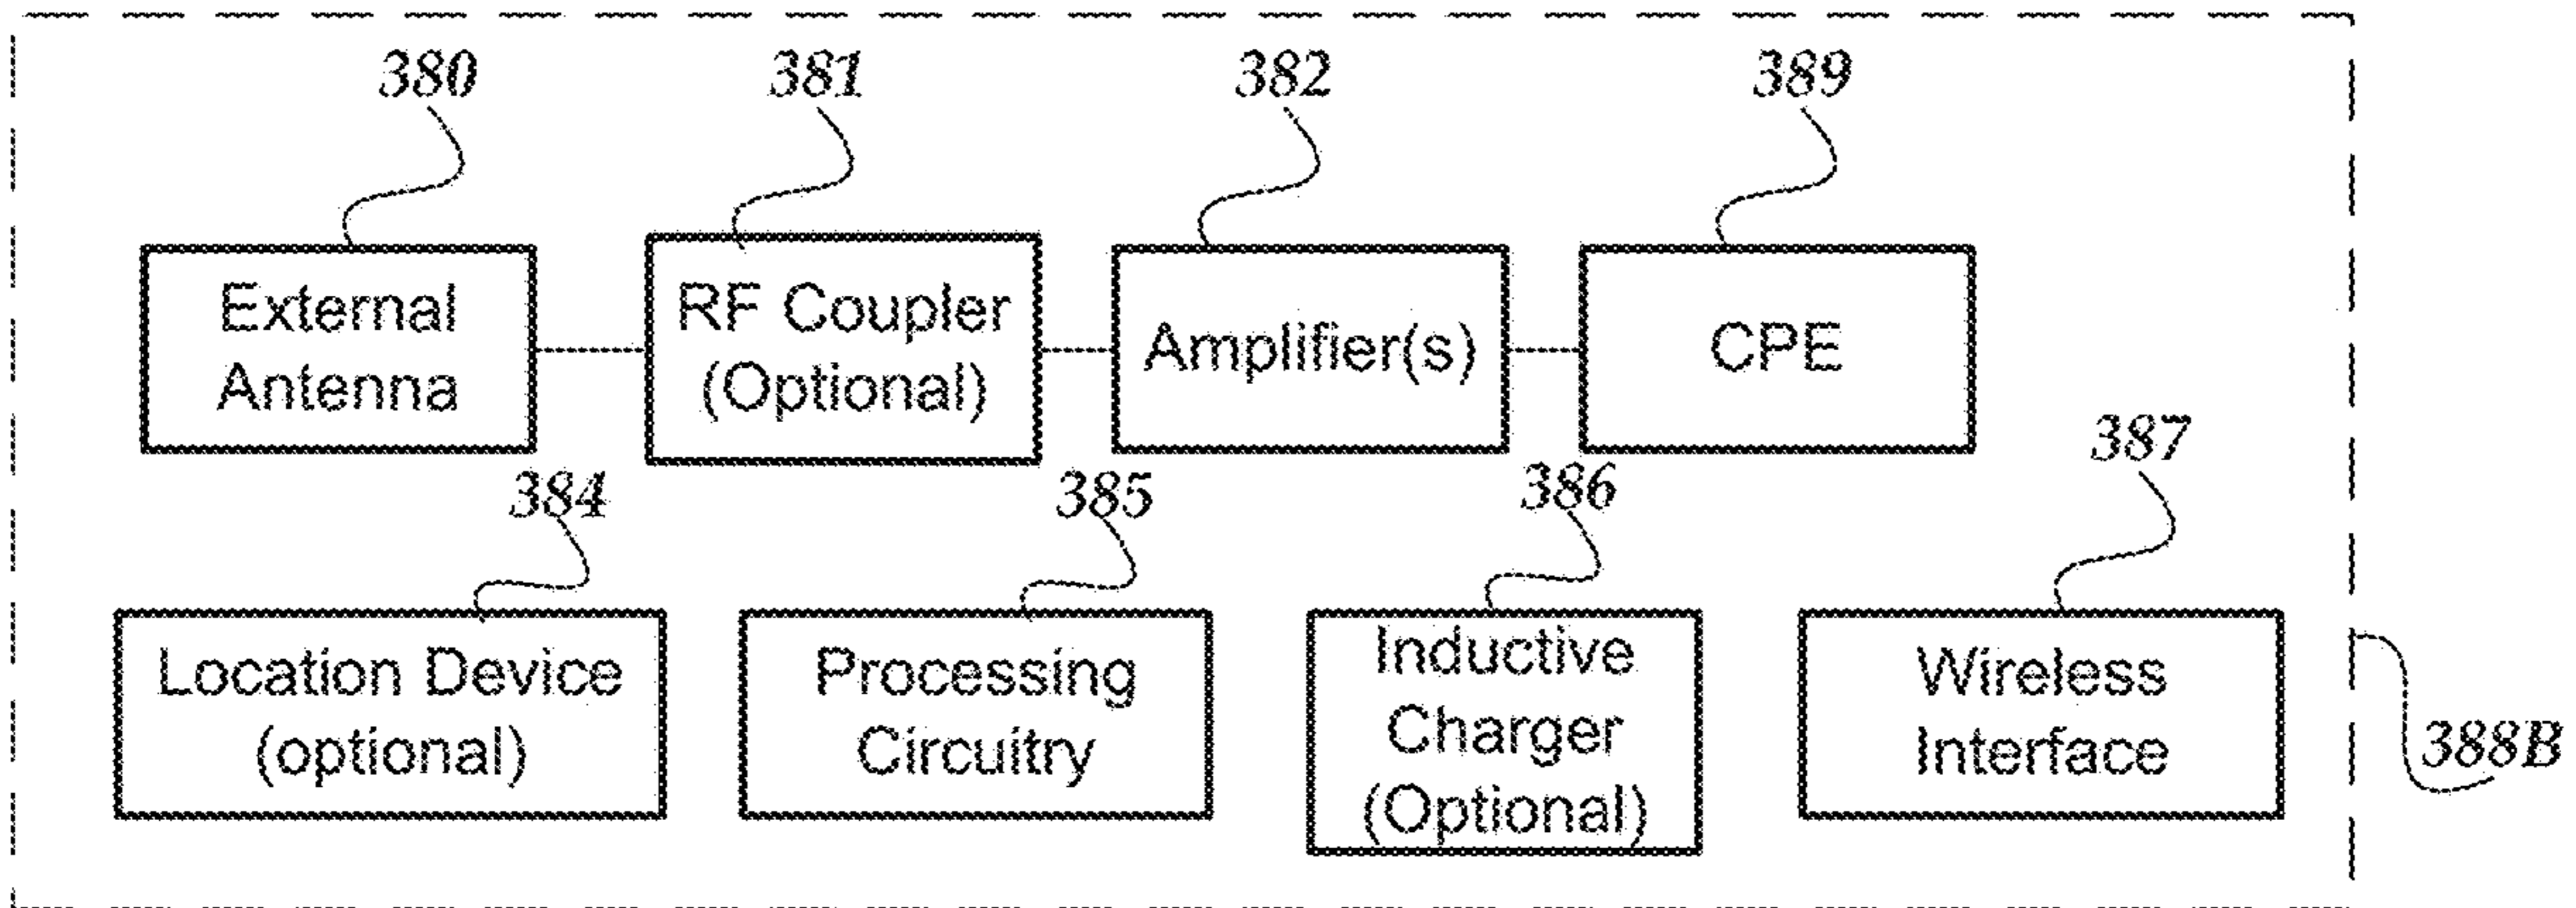 380 381 382 389
External Antenna
RF Coupler (Optional)
Amplifier(s)
CPE
384 385 386 387
Location Device (optional)
Processing Circuitry
Inductive Charger (Optional)
Wireless Interface
388B